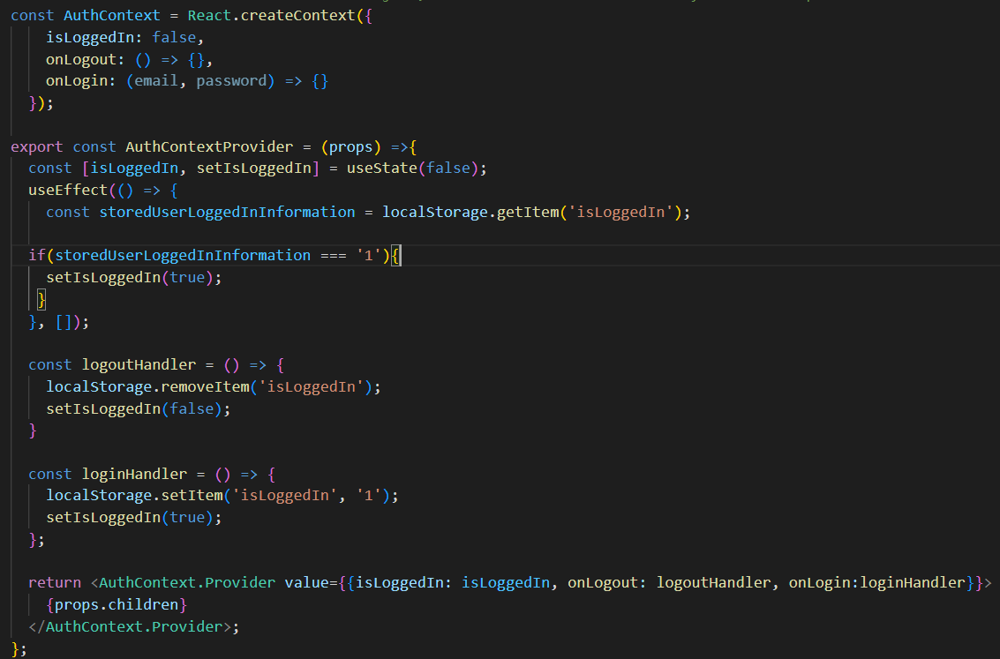 const AuthContext = React.createContext({
    isLoggedIn: false,
    onLogout: () => {},
    onLogin: (email, password) => {}
  });

export const AuthContextProvider = (props) =>{
  const [isLoggedIn, setIsLoggedIn] = useState(false);
  useEffect(() => {
    const storedUserLoggedInInformation = localStorage.getItem('isLoggedIn');

  if(storedUserLoggedInInformation === '1'){
    setIsLoggedIn(true);
   }
  }, []);

  const logoutHandler = () => {
    localStorage.removeItem('isLoggedIn');
    setIsLoggedIn(false);
  }

  const loginHandler = () => {
    localStorage.setItem('isLoggedIn', '1');
    setIsLoggedIn(true);
  };

  return <AuthContext.Provider value={{isLoggedIn: isLoggedIn, onLogout: logoutHandler, onLogin:loginHandler}}>
    {props.children}
  </AuthContext.Provider>;
};